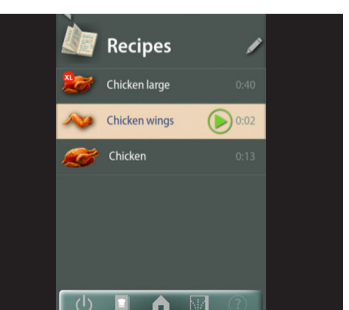 Recipes
XL
Chicken large 0:40
Chicken wings 0:02
Chicken 0:13
?